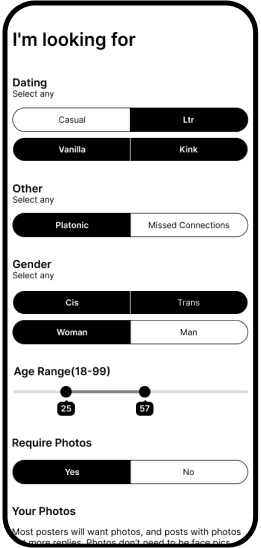 I'm looking for
Dating
Select any
Casual Ltr
Vanilla Kink
Other
Select any
Platonic Missed Connections
Gender
Select any
Cis Trans
Woman Man
Age Range(18-99)
25 57
Require Photos
Yes No
Your Photos
Most posters will want photos, and posts with photos
get more replies. Photos don't need to be face pics